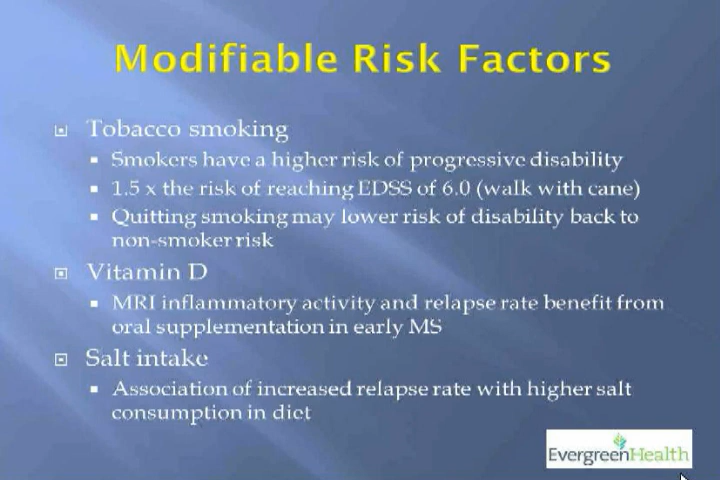 Modifiable Risk Factors
Tobacco smoking
Smokers have a higher risk of progressive disability
1.5 x the risk of reaching EDSS of 6.0 (walk with cane)
Quitting smoking may lower risk of disability back to
non-smoker risk
Vitamin D
MRI inflammatory activity and relapse rate benefit from
oral supplementation in early MS
Salt intake
Association of increased relapse rate with higher salt
consumption in diet
EvergreenHealth